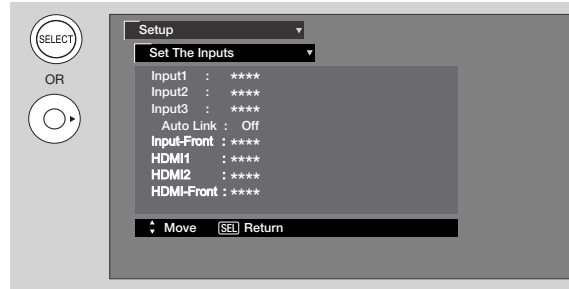 SELECT
OR
Setup
Set The Inputs
Input1 : ****
Input2 : ****
Input3 : ****
Auto Link : Off
Input-Front : ****
HDMI1 : ****
HDMI2 : ****
HDMI-Front : ****
Move SEL Return